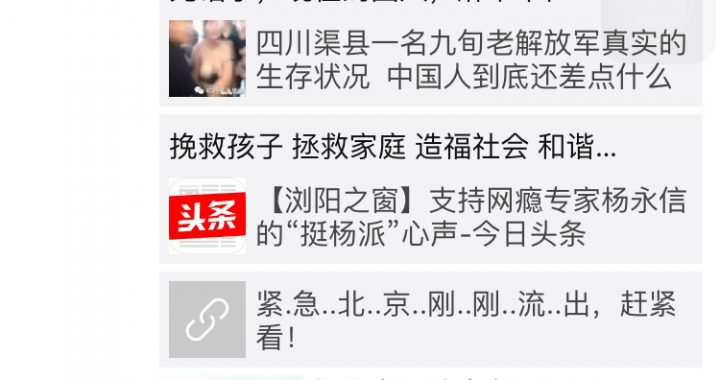 四川渠县一名九旬老解放军真实的
生存状况 中国人到底还差点什么
挽救孩子 拯救家庭 造福社会 和谐...
头条
【浏阳之窗】支持网瘾专家杨永信
的“挺杨派”心声-今日头条
紧.急..北..京..刚..刚..流..出，赶紧
看！